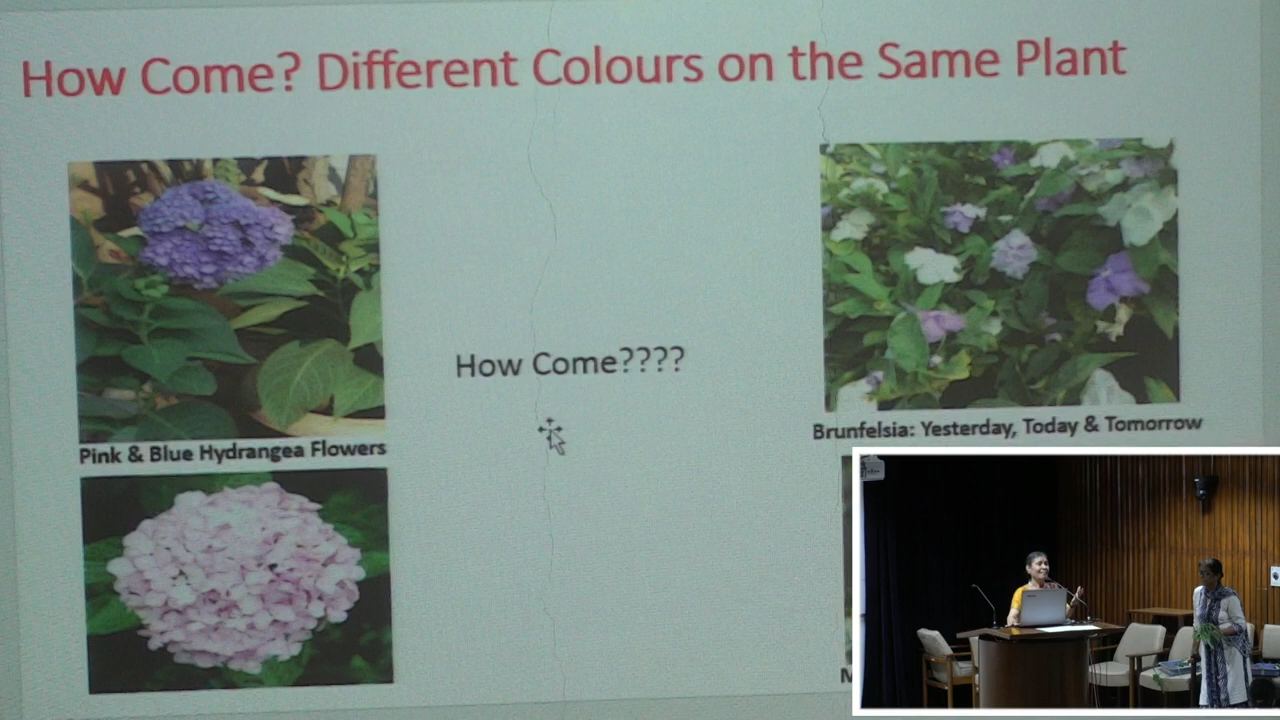 How Come? Different Colours on the Same Plant
How Come????
Pink & Blue Hydrangea Flowers
Brunfelsia: Yesterday, Today & Tomorrow